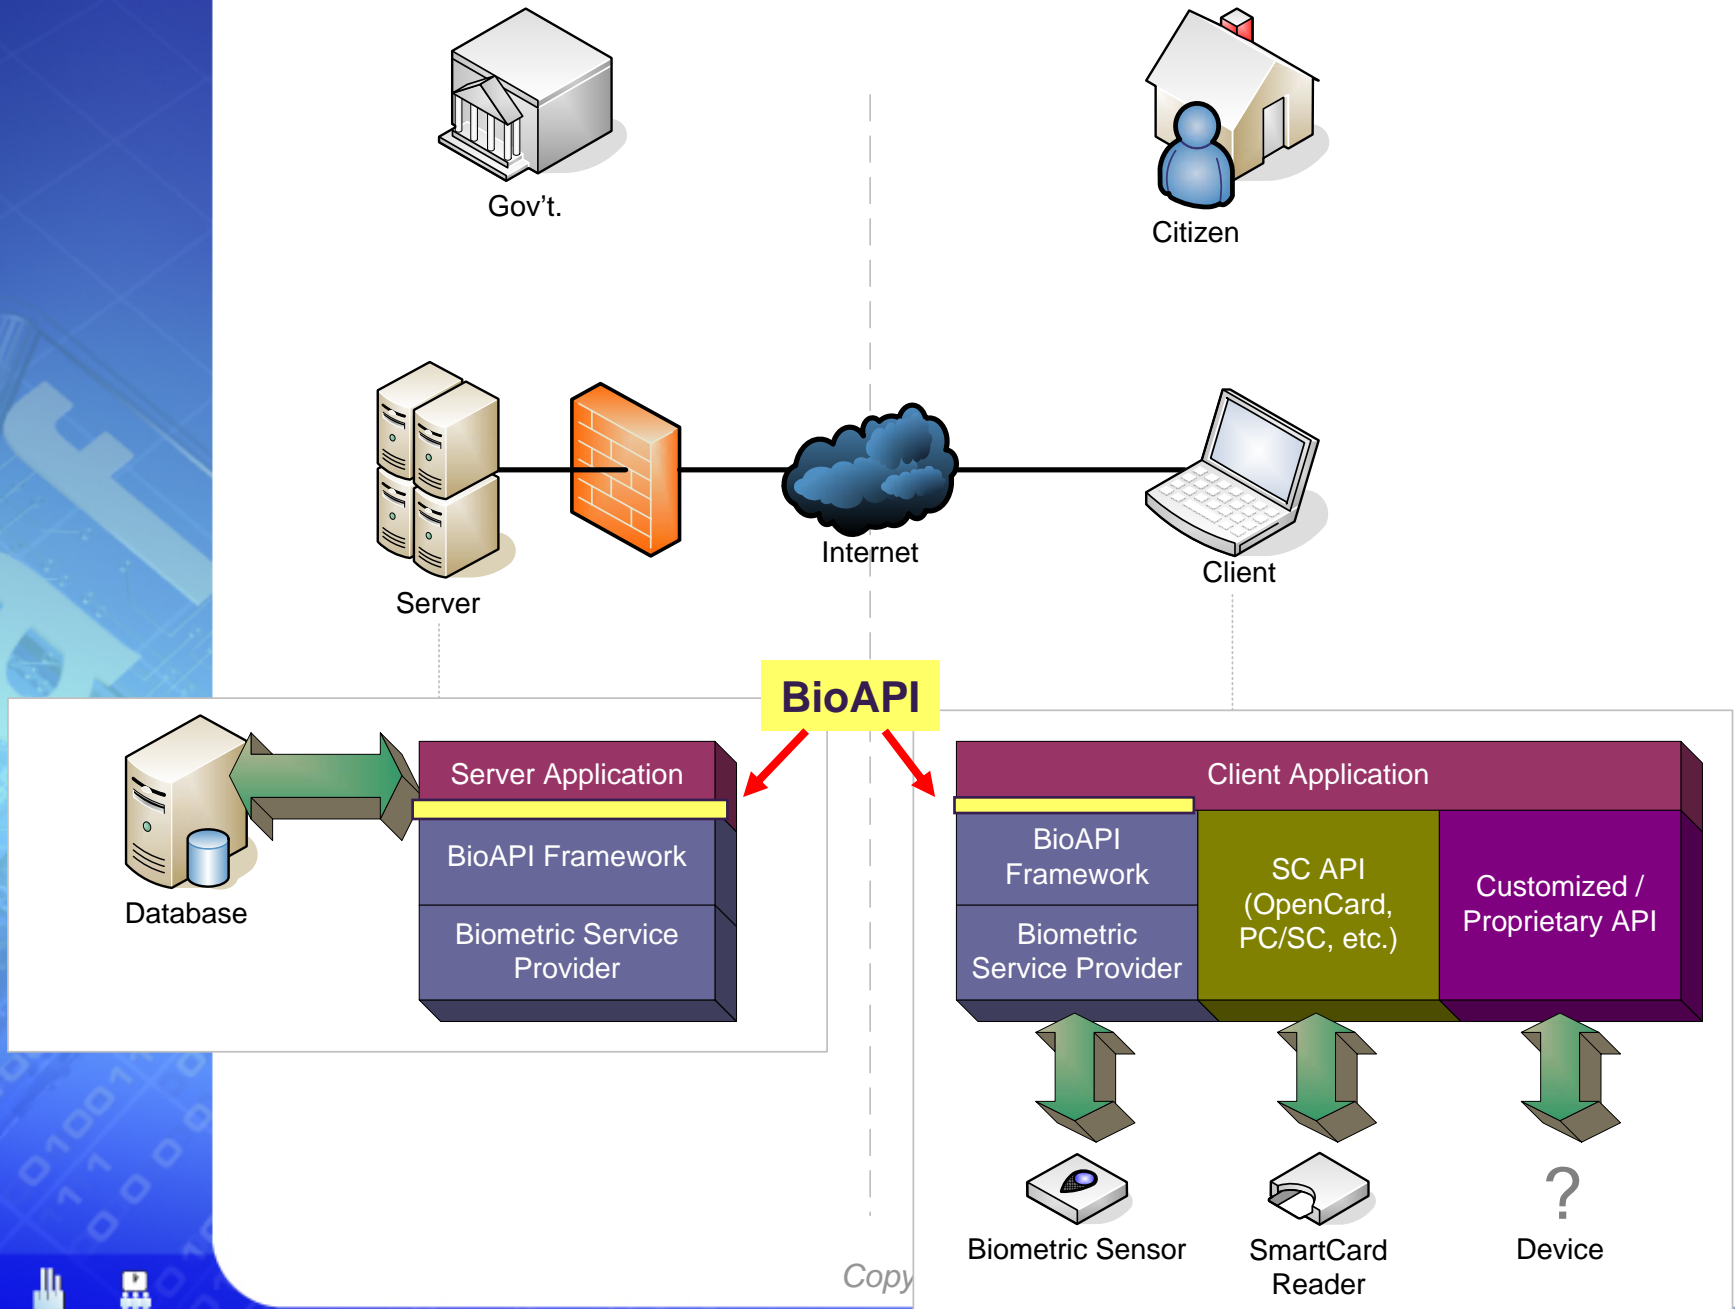 Gov't.
Citizen
Internet
Client
Server
BioAPI
Server Application
BioAPI Framework
Biometric Service
Provider
Database
Client Application
BioAPI
Framework
Biometric
Service Provider
SC API
(OpenCard,
PC/SC, etc.)
Customized /
Proprietary API
?
Biometric Sensor
SmartCard
Reader
Device
Copy